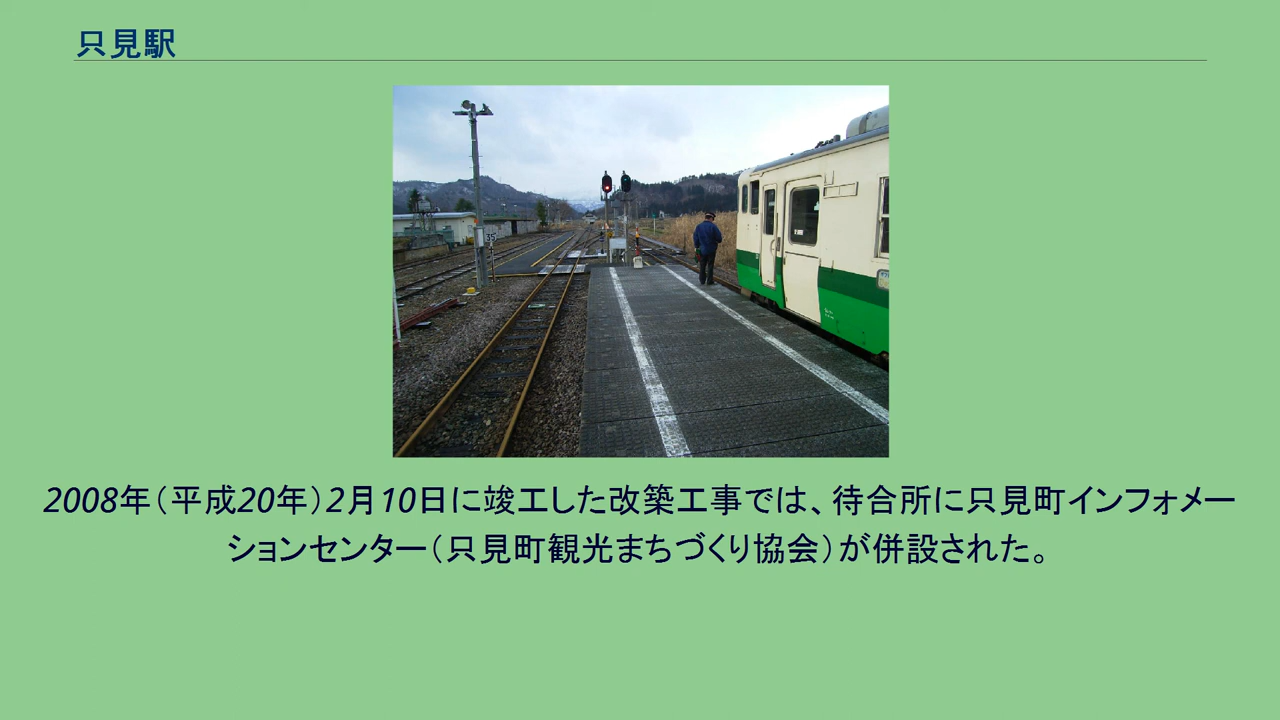 只見駅
35
2008年（平成20年）2月10日に竣工した改築工事では、待合所に只見町インフォメー
ションセンター（只見町観光まちづくり協会）が併設された。